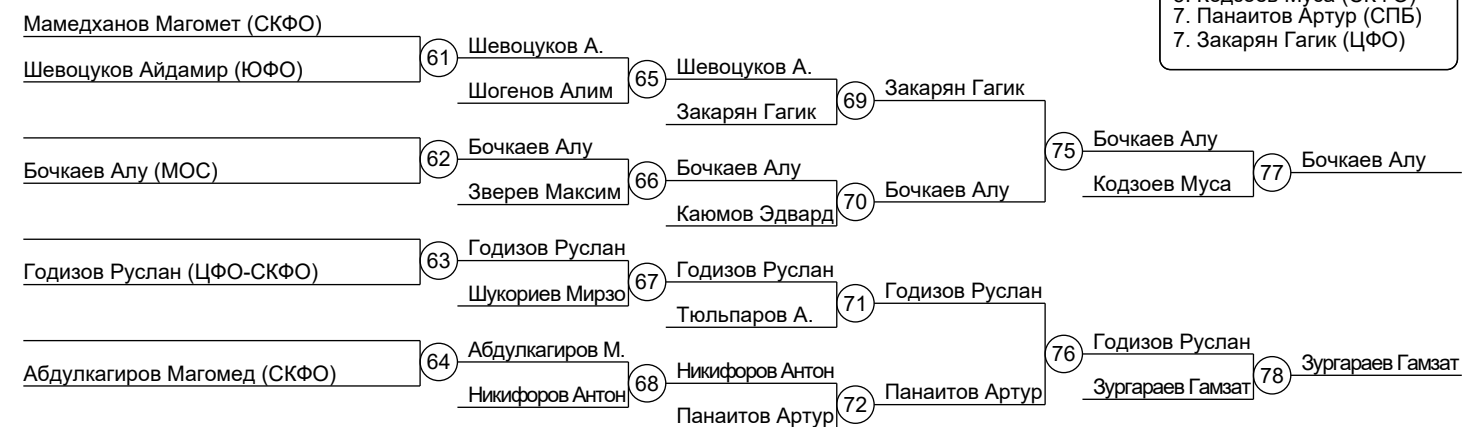 Мамедханов Магомет (СКФО)
Шевоцуков Айдамир (ЮФО)
61
Шевоцуков А.
Шогенов Алим
65
Шевоцуков А.
Закарян Гагик
69
Закарян Гагик
Бочкаев Алу (МОС)
62
Бочкаев Алу
Зверев Максим
66
Бочкаев Алу
Каюмов Эдвард
70
Бочкаев Алу
75
Бочкаев Алу
Кодзоев Муса
77
Бочкаев Алу
Годизов Руслан (ЦФО-СКФО)
63
Годизов Руслан
Шукориев Мирзо
67
Годизов Руслан
Тюльпаров А.
71
Годизов Руслан
Абдулкагиров Магомед (СКФО)
64
Абдулкагиров М.
Никифоров Антон
68
Никифоров Антон
Панаитов Артур
72
Панаитов Артур
76
Годизов Руслан
Зургараев Гамзат
78
Зургараев Гамзат
7. Панаитов Артур (СПБ)
7. Закарян Гагик (ЦФО)